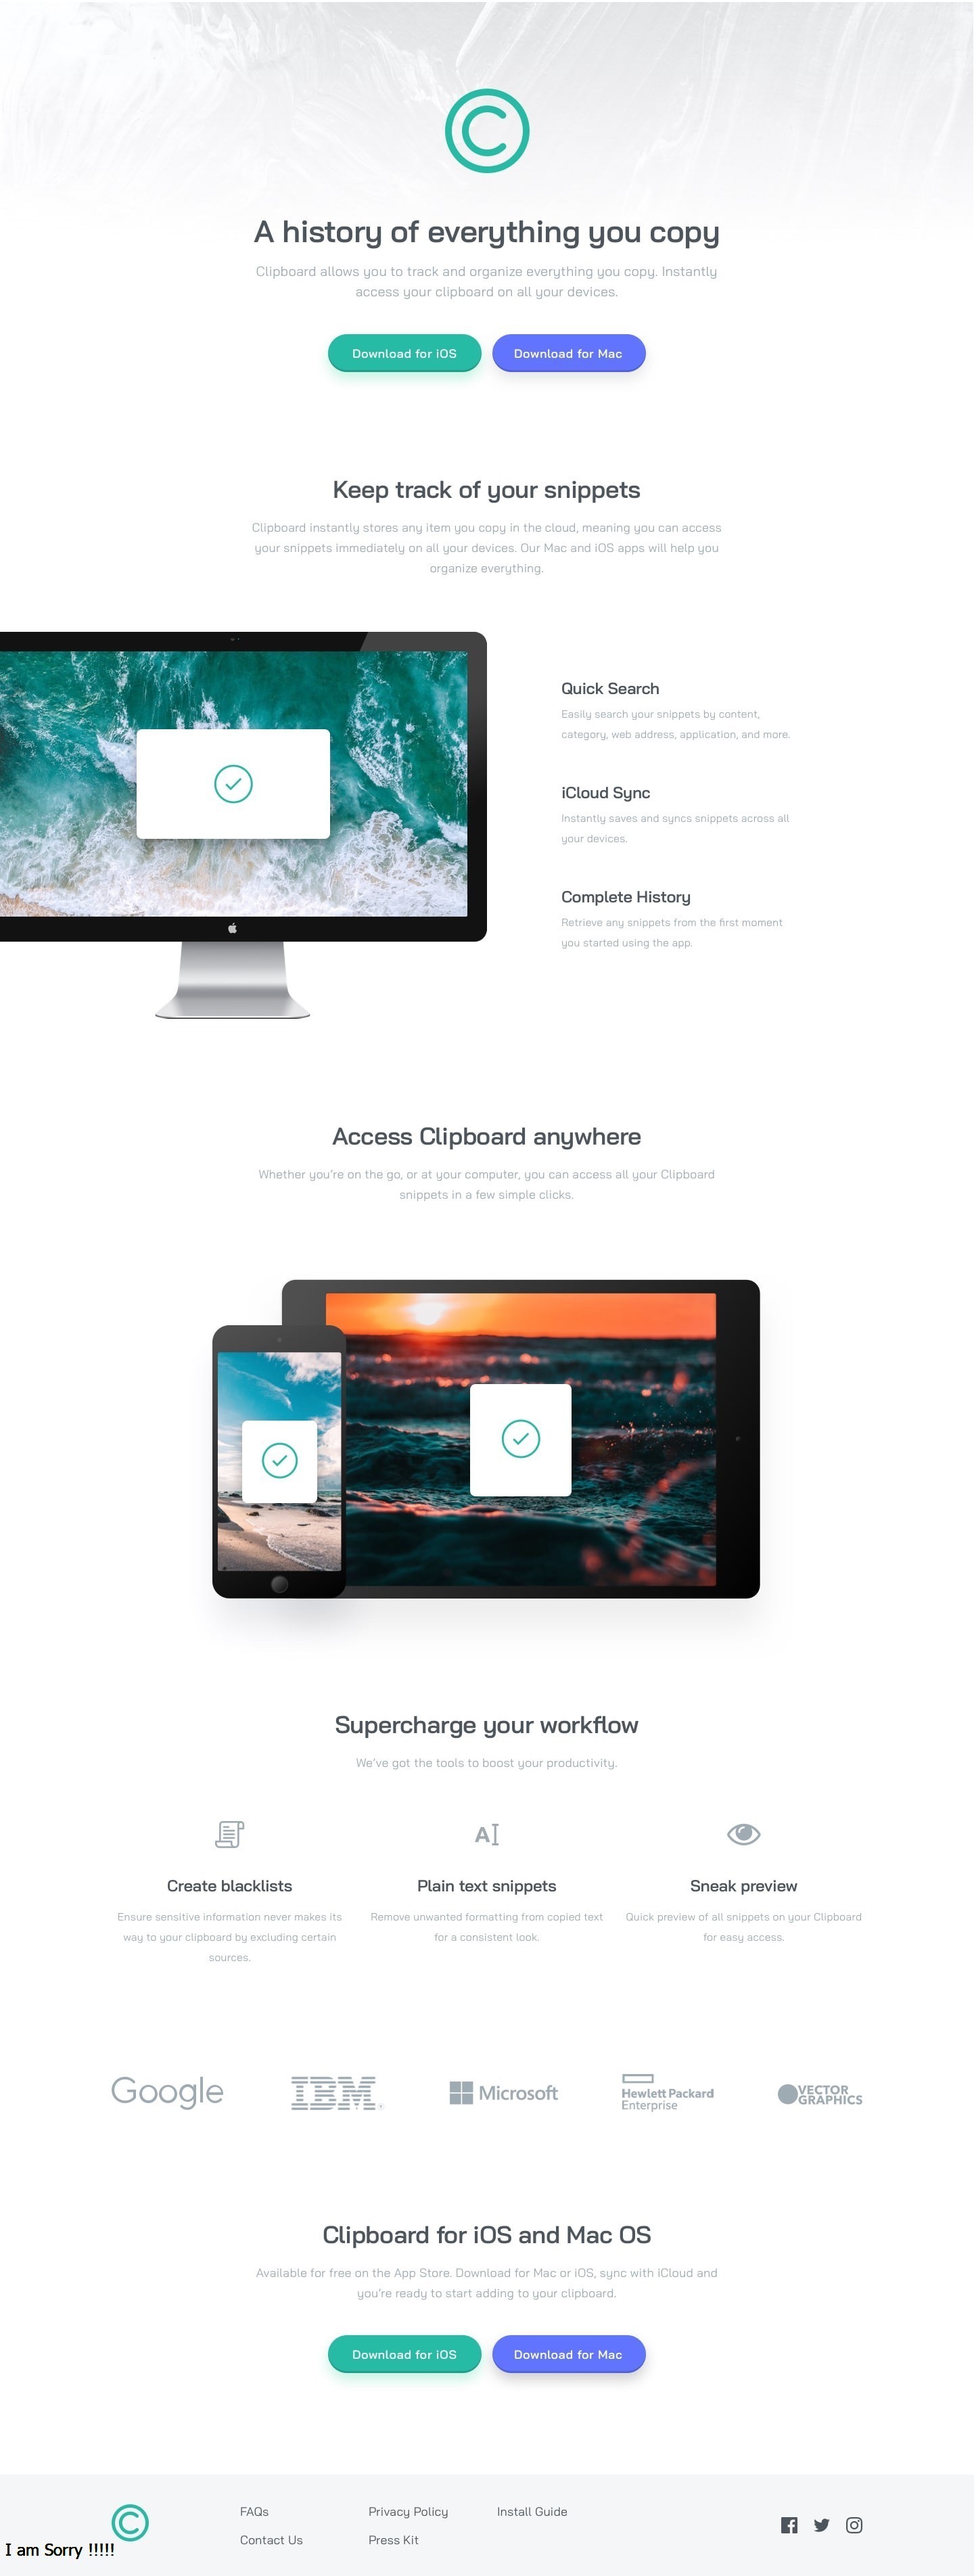 A history of everything you copy
Clipboard allows you to track and organize everything you copy. Instantly
access your clipboard on all your devices.
Download for iOS
Download for Mac
Keep track of your snippets
Clipboard instantly stores any item you copy in the cloud, meaning you can access
your snippets immediately on all your devices. Our Mac and iOS apps will help you
organize everything.
Quick Search
Easily search your snippets by content,
category, web address, application, and more.
iCloud Sync
Instantly saves and syncs snippets across all
your devices.
Complete History
Retrieve any snippets from the first moment
you started using the app.
Access Clipboard anywhere
Whether you're on the go, or at your computer, you can access all your Clipboard
snippets in a few simple clicks.
Supercharge your workflow
We've got the tools to boost your productivity.
Create blacklists
Ensure sensitive information never makes its
way to your clipboard by excluding certain
sources.
Plain text snippets
Remove unwanted formatting from copied text
for a consistent look.
Sneak preview
Quick preview of all snippets on your Clipboard
for easy access.
Google
IBM
Microsoft
Hewlett Packard
Enterprise
VECTOR
GRAPHICS
Clipboard for iOS and Mac OS
Available for free on the App Store. Download for Mac or iOS, sync with iCloud and
you're ready to start adding to your clipboard.
Download for iOS
Download for Mac
FAQs
Contact Us
Privacy Policy
Press Kit
Install Guide
I am Sorry !!!!!